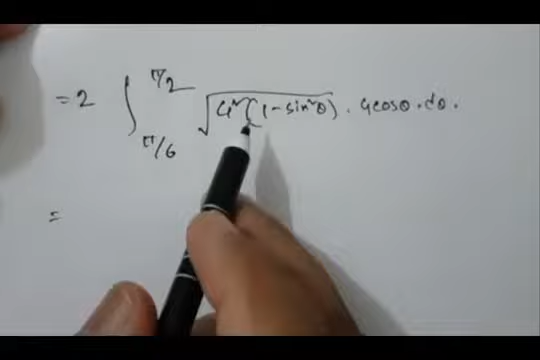 = 2 ∫_{π/6}^{π/2} √(4²(1 - sin²θ)) · 4cosθ · dθ ·
=